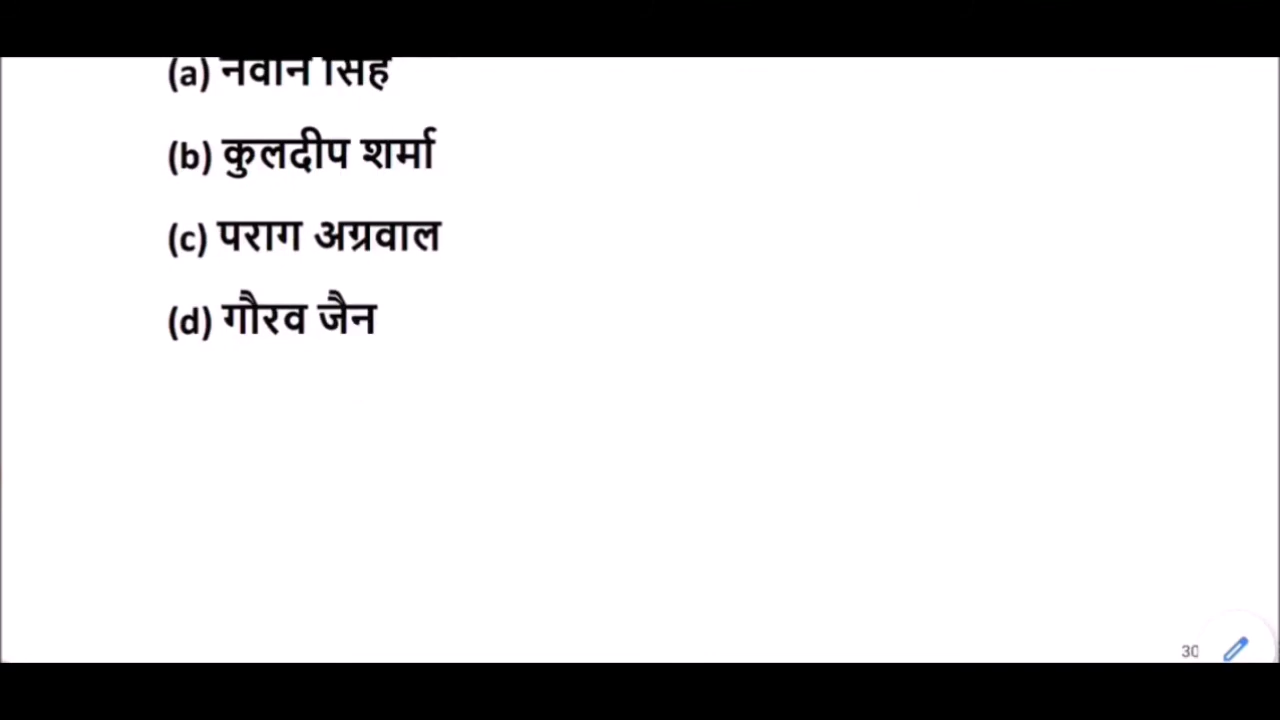 (a) नवीन सिंह
(b) कुलदीप शर्मा
(c) पराग अग्रवाल
(d) गौरव जैन
30